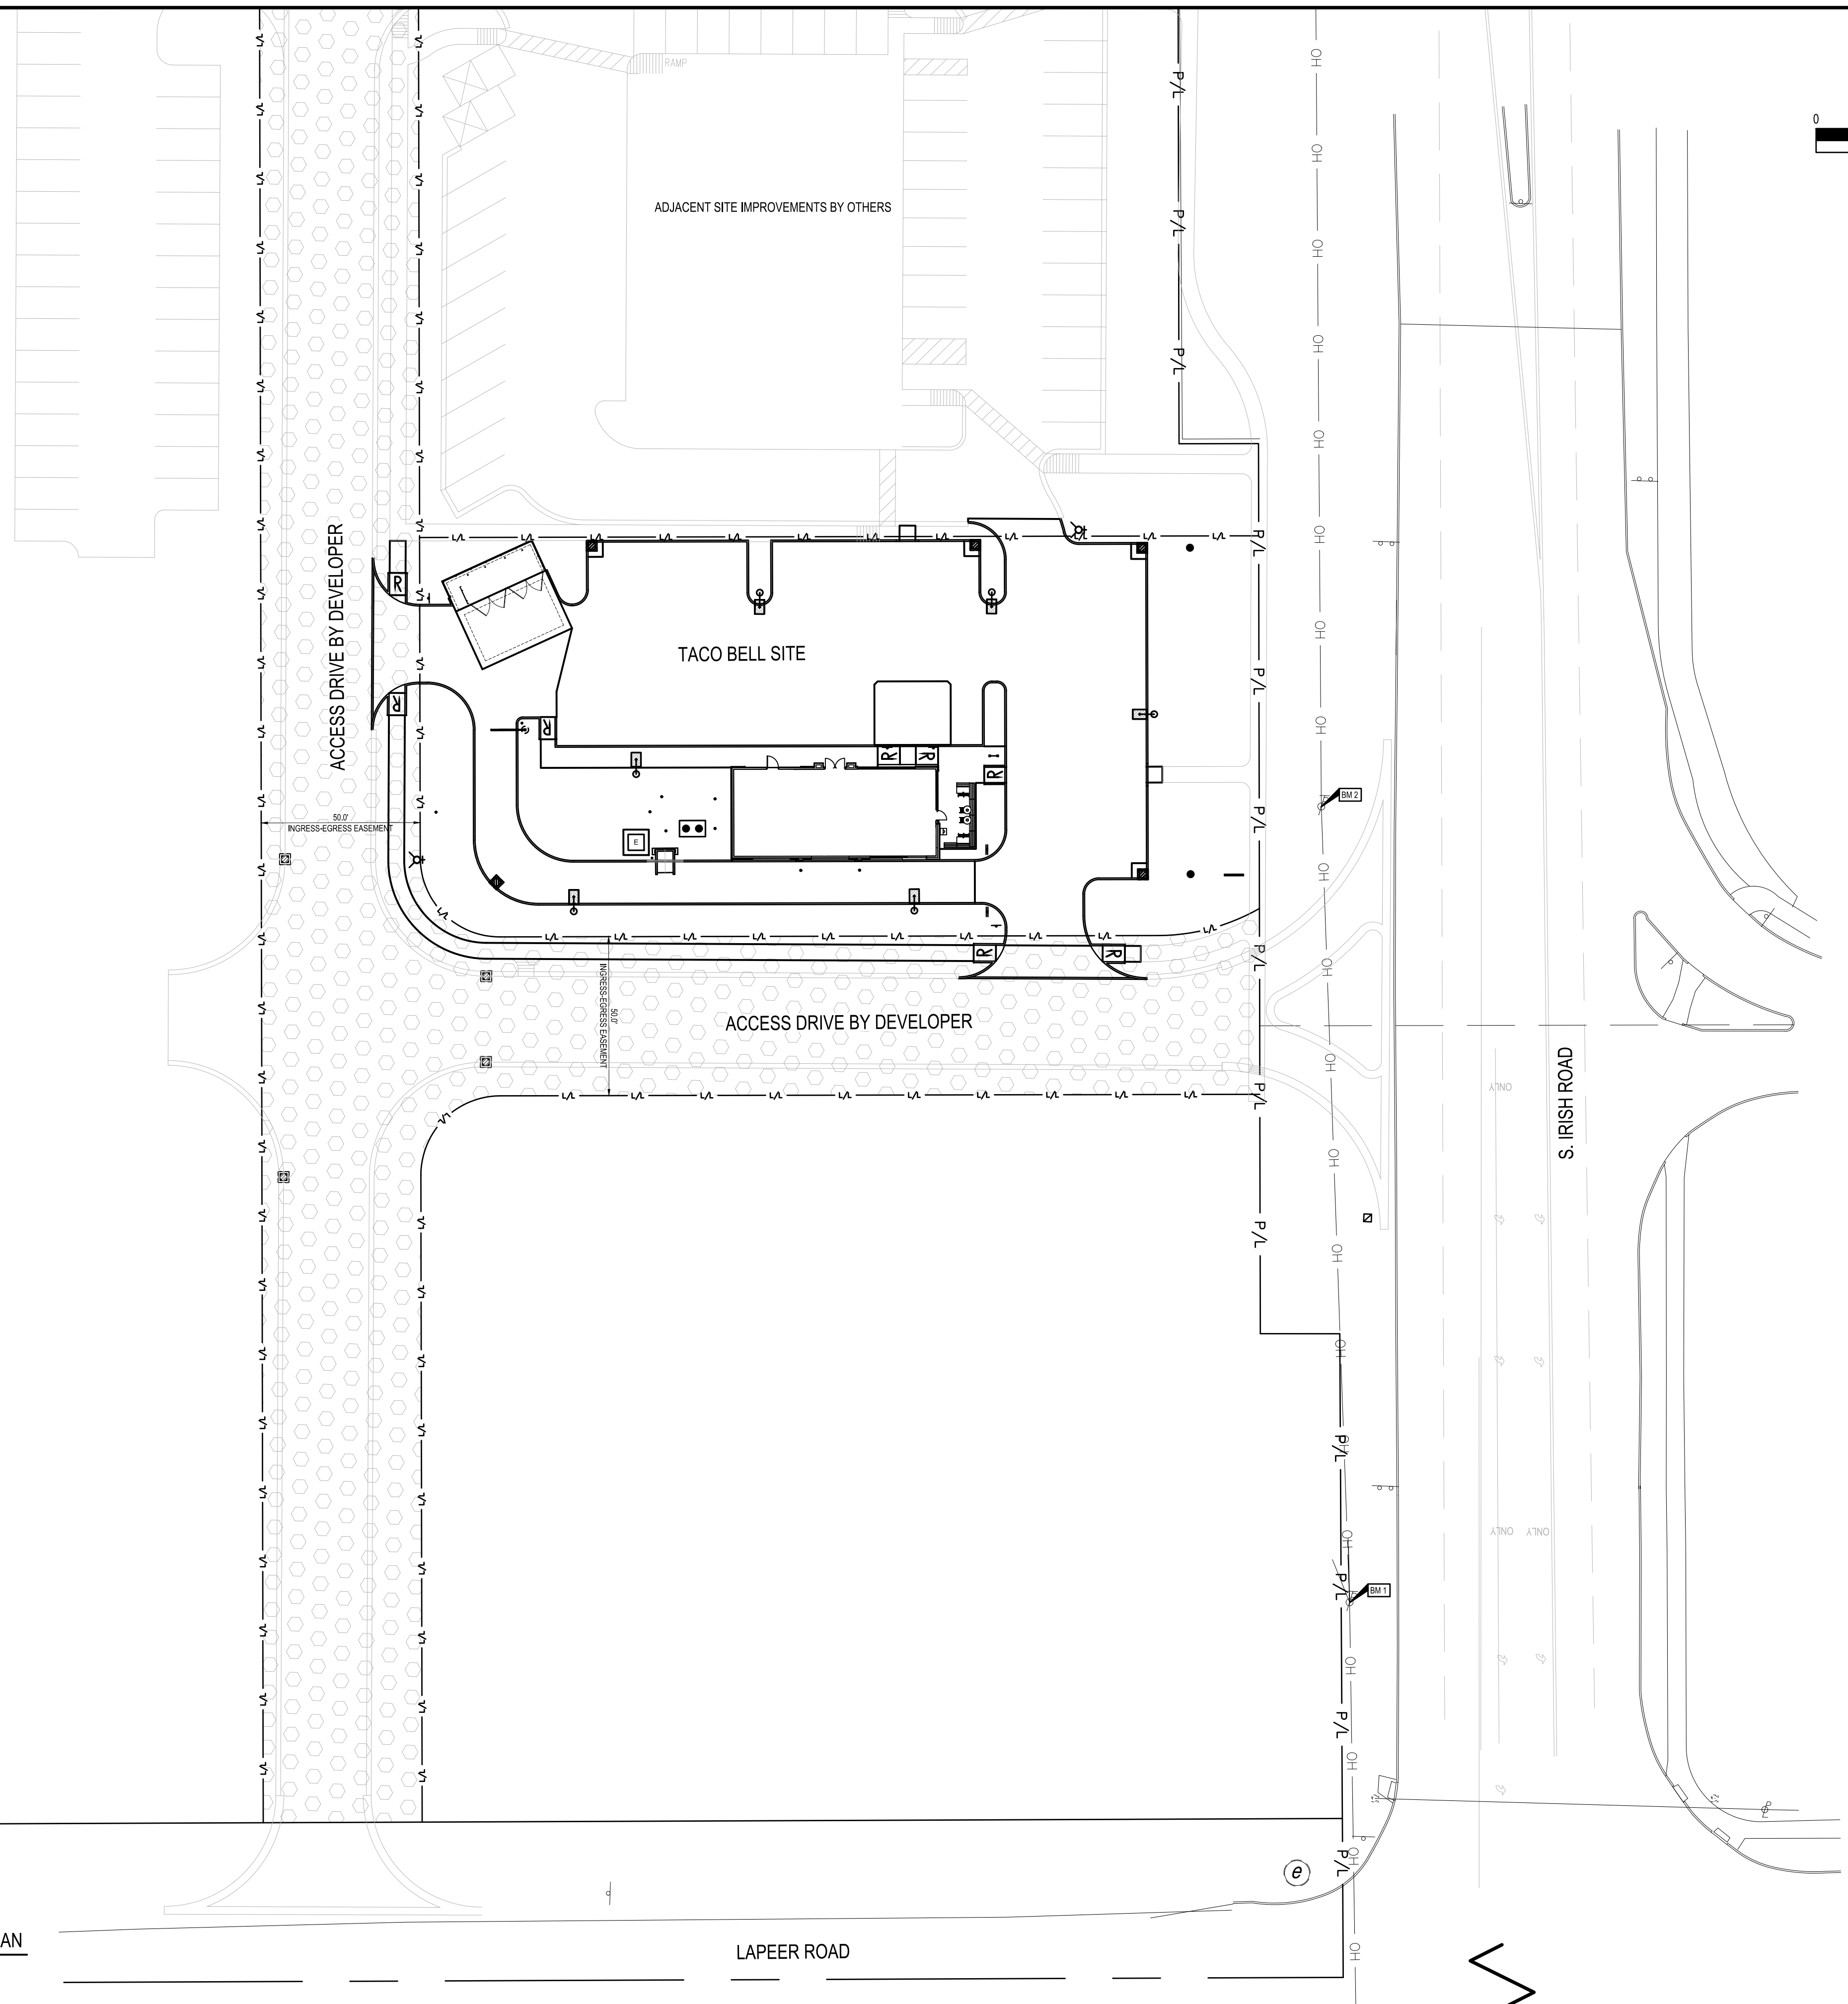 0
RAMP
ADJACENT SITE IMPROVEMENTS BY OTHERS
ACCESS DRIVE BY DEVELOPER
TACO BELL SITE
R
R
R
R
R
R
50.0'
INGRESS-EGRESS EASEMENT
E
BM 2
R
R
50.0'
INGRESS-EGRESS EASEMENT
ACCESS DRIVE BY DEVELOPER
S. IRISH ROAD
ONLY
ONLY
ONLY
BM 1
P/L
L/L
OH
e
AN
LAPEER ROAD